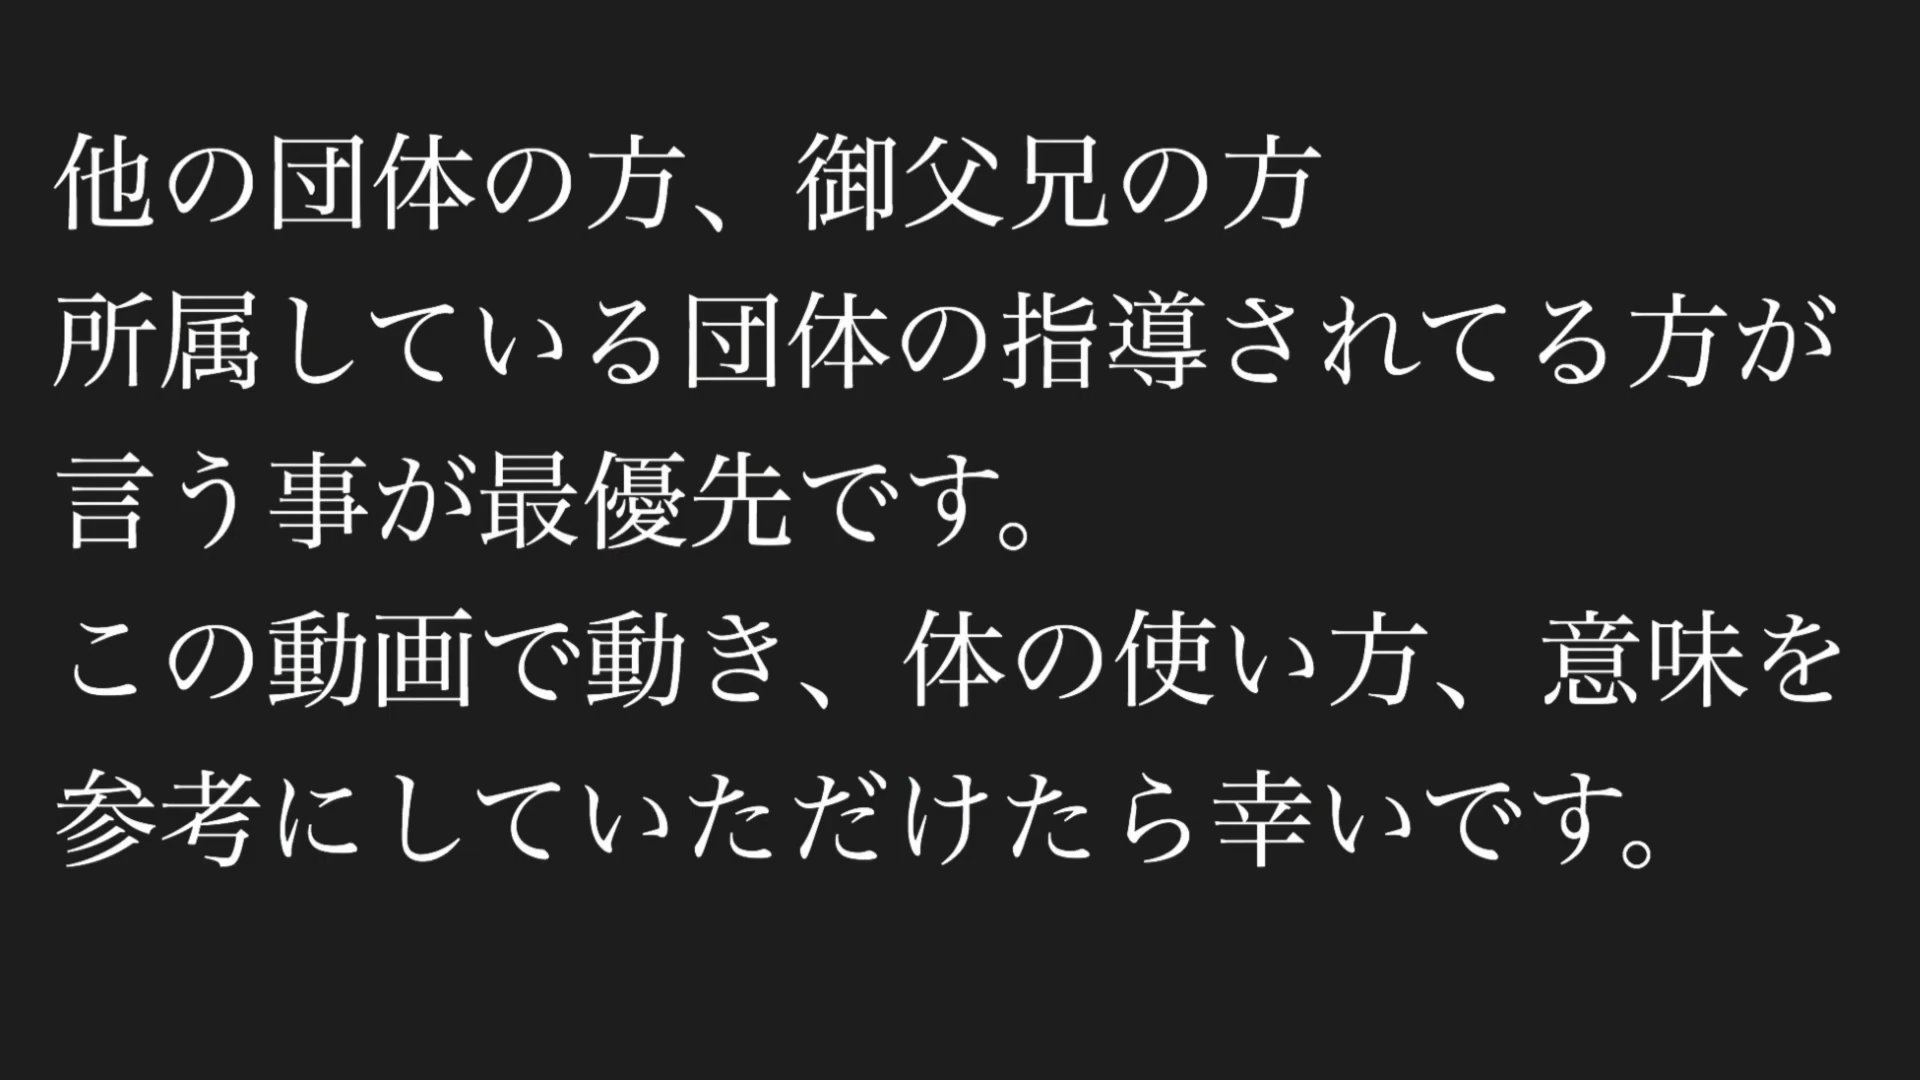 他の団体の方、御父兄の方
所属している団体の指導されてる方が
言う事が最優先です。
この動画で動き、体の使い方、意味を
参考にしていただけたら幸いです。